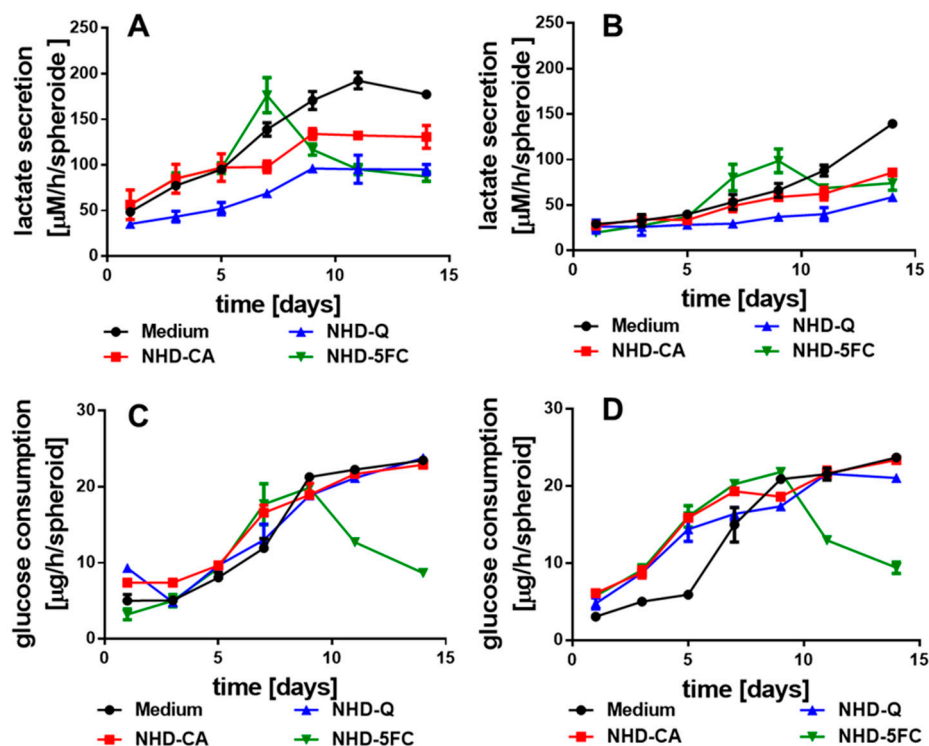 A
lactate secretion
[µM/h/spheroide ]
250
200
150
100
50
0
0 5 10 15
time [days]
Medium NHD-Q
NHD-CA NHD-5FC
B
lactate secretion
[µM/h/spheroide ]
250
200
150
100
50
0
0 5 10 15
time [days]
Medium NHD-Q
NHD-CA NHD-5FC
C
glucose consumption
[µg/h/spheroid]
30
20
10
0
0 5 10 15
time [days]
Medium NHD-Q
NHD-CA NHD-5FC
D
glucose consumption
[µg/h/spheroid]
30
20
10
0
0 5 10 15
time [days]
Medium NHD-Q
NHD-CA NHD-5FC